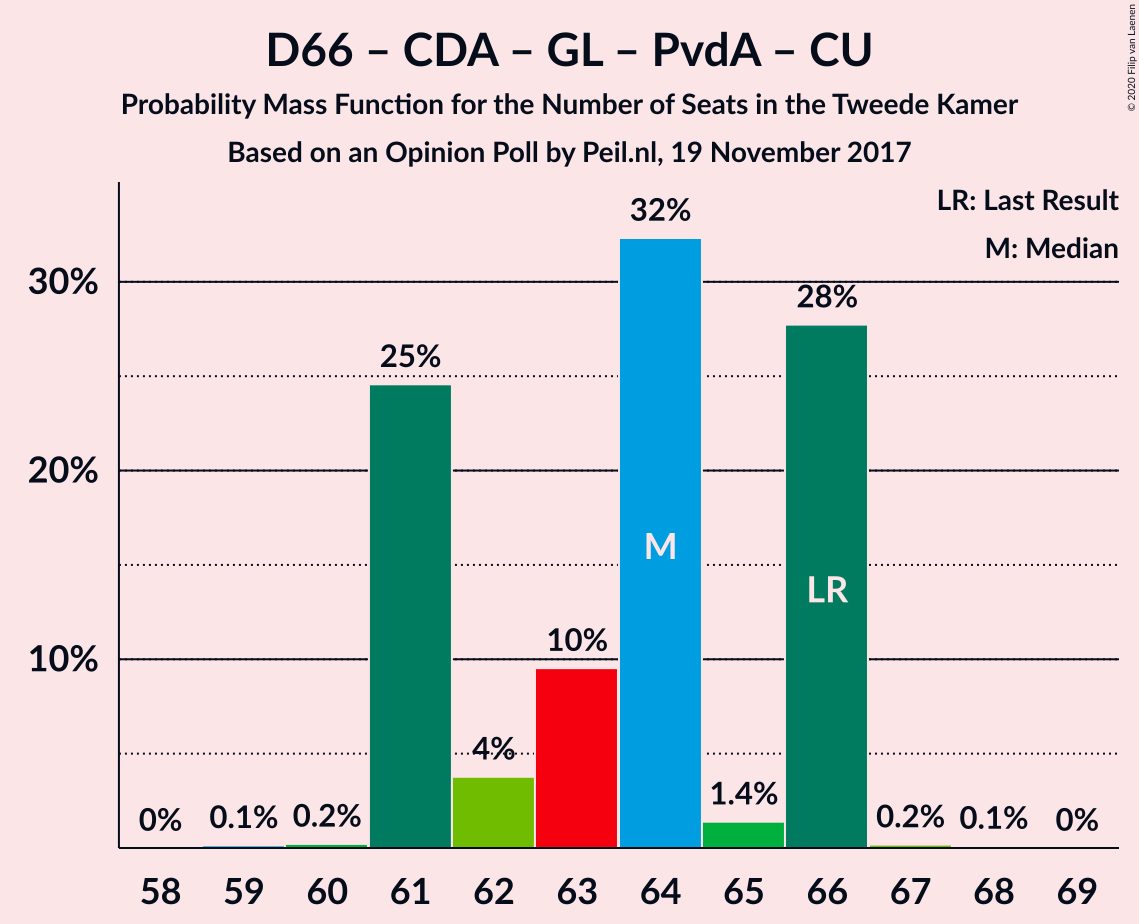 D66 – CDA – GL – PvdA – CU
Probability Mass Function for the Number of Seats in the Tweede Kamer
Based on an Opinion Poll by Peil.nl, 19 November 2017
© 2020 Filip van Laenen
LR: Last Result
M: Median
30%
20%
10%
0%
0.1%
0.2%
25%
4%
10%
32%
1.4%
28%
0.2%
0.1%
0%
M
LR
58 59 60 61 62 63 64 65 66 67 68 69